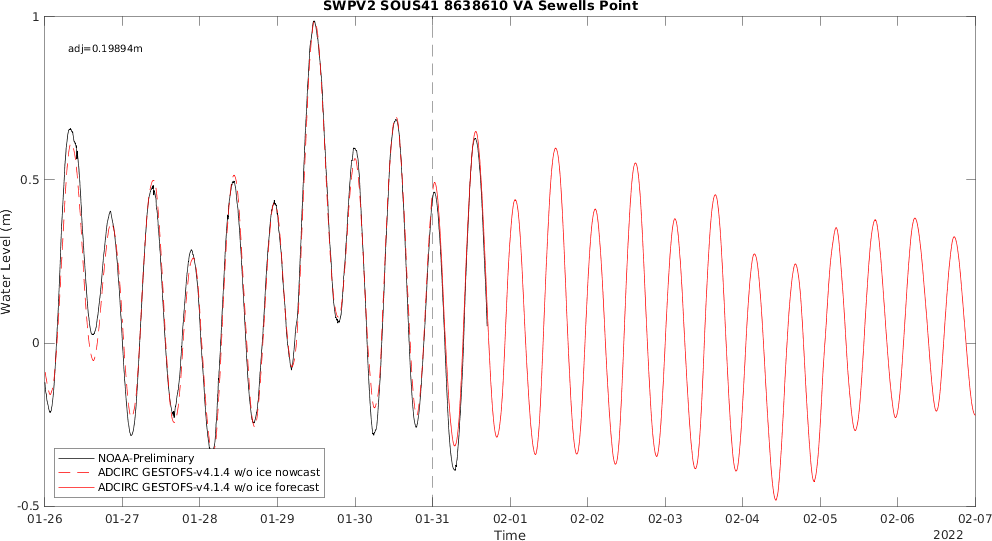 SWPV2 SOUS41 8638610 VA Sewells Point
adj=0.19894m
1
0.5
0
-0.5
Water Level (m)
NOAA-Preliminary
ADCIRC GESTOFS-v4.1.4 w/o ice nowcast
ADCIRC GESTOFS-v4.1.4 w/o ice forecast
01-26 01-27 01-28 01-29 01-30 01-31 02-01 02-02 02-03 02-04 02-05 02-06 02-07
Time
2022